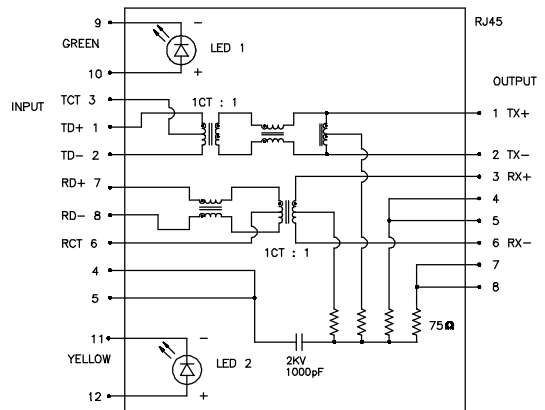 9 − RJ45
GREEN LED 1
10 +
OUTPUT
INPUT TCT 3 1CT : 1
TD+ 1 1 TX+
TD- 2 2 TX-
RD+ 7 3 RX+
4
RD- 8 5
RCT 6 6 RX-
1CT : 1
4 7
5 8
11 − 75Ω
YELLOW LED 2 2KV
1000pF
12 +